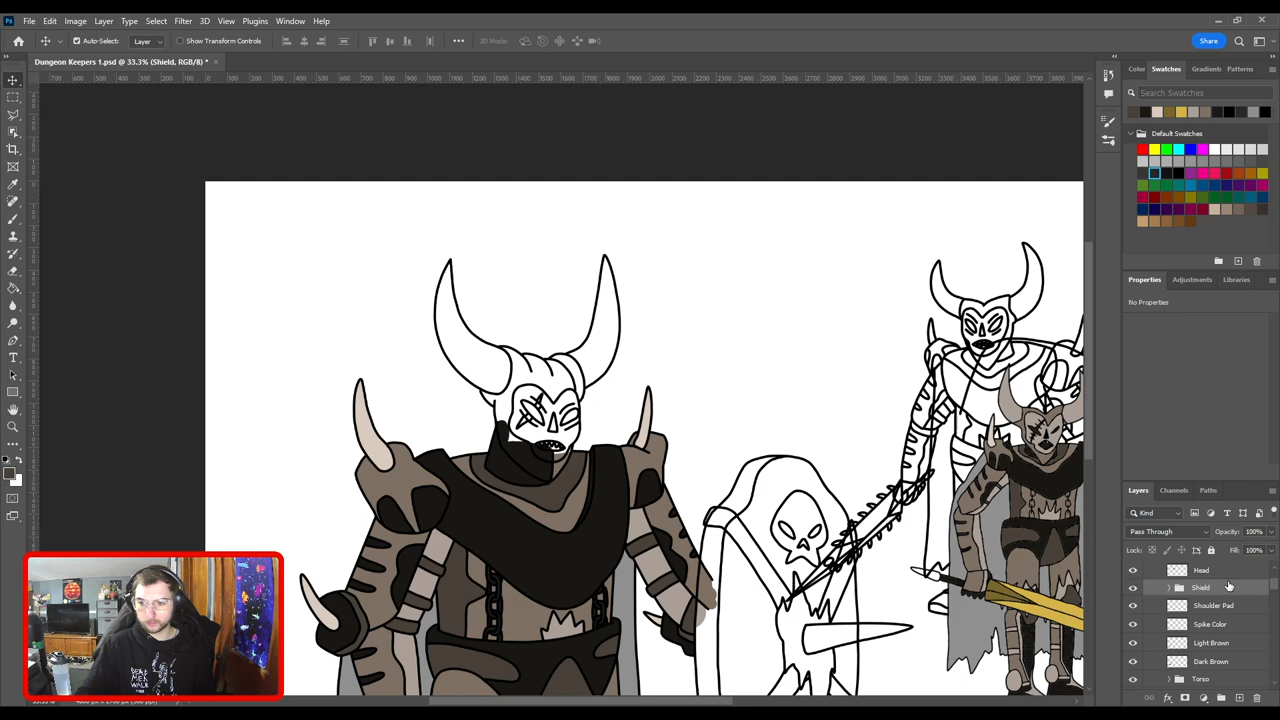 Ps File Edit Image Layer Type Select Filter 3D View Plugins Window Help
Auto-Select: Layer Show Transform Controls 3D Mode: Share
Dungeon Keepers 1.psd @ 33.3% (Shield, RGB/8) *
Color Swatches Gradients Patterns
Search Swatches
Default Swatches
Properties Adjustments Libraries
No Properties
Layers Channels Paths
Kind
Pass Through Opacity: 100%
Lock: Fill: 100%
Head
Shield
Shoulder Pad
Spike Color
Light Brown
Dark Brown
Torso